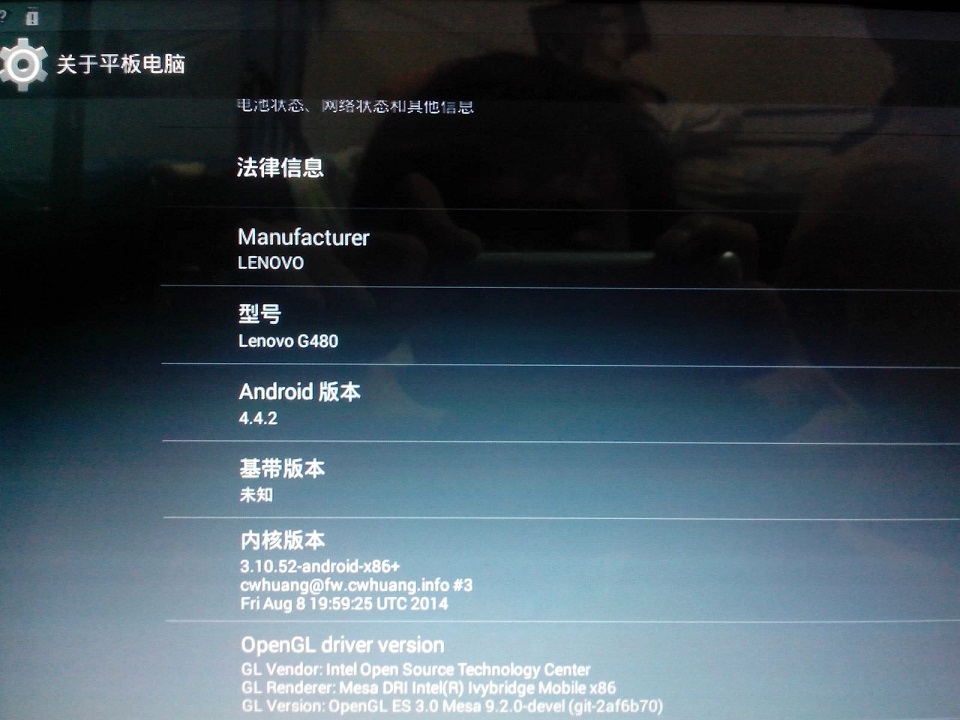 关于平板电脑
电池状态、网络状态和其他信息
法律信息
Manufacturer
LENOVO
型号
Lenovo G480
Android 版本
4.4.2
基带版本
未知
内核版本
3.10.52-android-x86+
cwhuang@fw.cwhuang.info #3
Fri Aug 8 19:59:25 UTC 2014
OpenGL driver version
GL Vendor: Intel Open Source Technology Center
GL Renderer: Mesa DRI Intel(R) Ivybridge Mobile x86
GL Version: OpenGL ES 3.0 Mesa 9.2.0-devel (git-2af6b70)